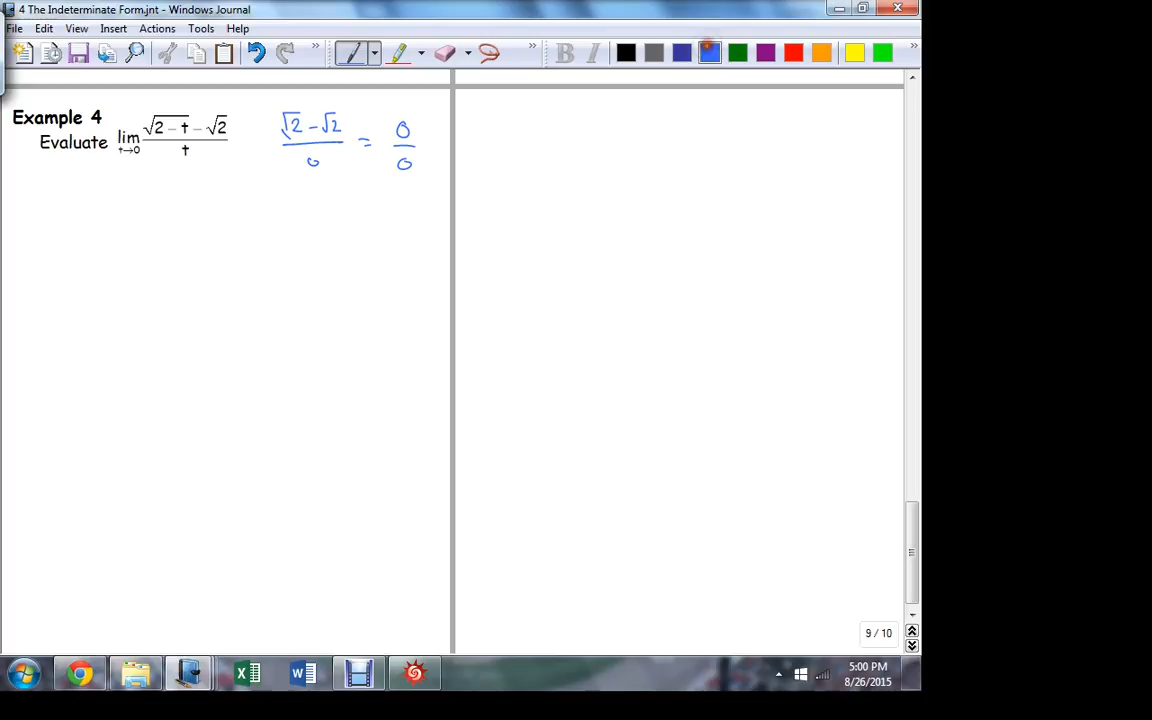 4 The Indeterminate Form.jnt - Windows Journal
File Edit View Insert Actions Tools Help
B I
Example 4
Evaluate lim t→0 (√(2 − t) − √2) / t
(√2 − √2) / 0 = 0 / 0
9 / 10
5:00 PM
8/26/2015